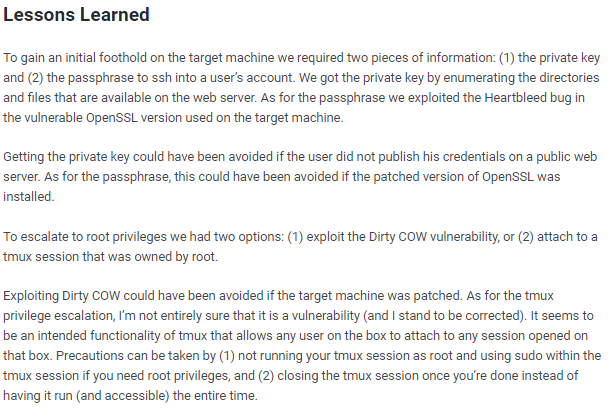 Lessons Learned
To gain an initial foothold on the target machine we required two pieces of information: (1) the private key
and (2) the passphrase to ssh into a user's account. We got the private key by enumerating the directories
and files that are available on the web server. As for the passphrase we exploited the Heartbleed bug in
the vulnerable OpenSSL version used on the target machine.
Getting the private key could have been avoided if the user did not publish his credentials on a public web
server. As for the passphrase, this could have been avoided if the patched version of OpenSSL was
installed.
To escalate to root privileges we had two options: (1) exploit the Dirty COW vulnerability, or (2) attach to a
tmux session that was owned by root.
Exploiting Dirty COW could have been avoided if the target machine was patched. As for the tmux
privilege escalation, I'm not entirely sure that it is a vulnerability (and I stand to be corrected). It seems to
be an intended functionality of tmux that allows any user on the box to attach to any session opened on
that box. Precautions can be taken by (1) not running your tmux session as root and using sudo within the
tmux session if you need root privileges, and (2) closing the tmux session once you're done instead of
having it run (and accessible) the entire time.